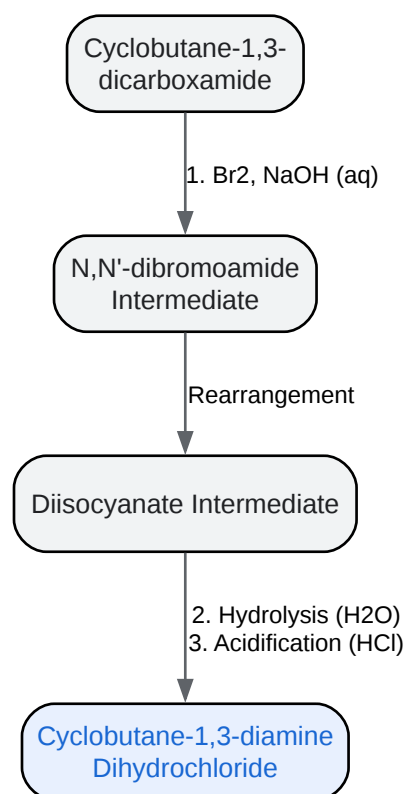 Cyclobutane-1,3-
dicarboxamide
1. Br2, NaOH (aq)
N,N'-dibromoamide
Intermediate
Rearrangement
Diisocyanate Intermediate
2. Hydrolysis (H2O)
3. Acidification (HCl)
Cyclobutane-1,3-diamine
Dihydrochloride